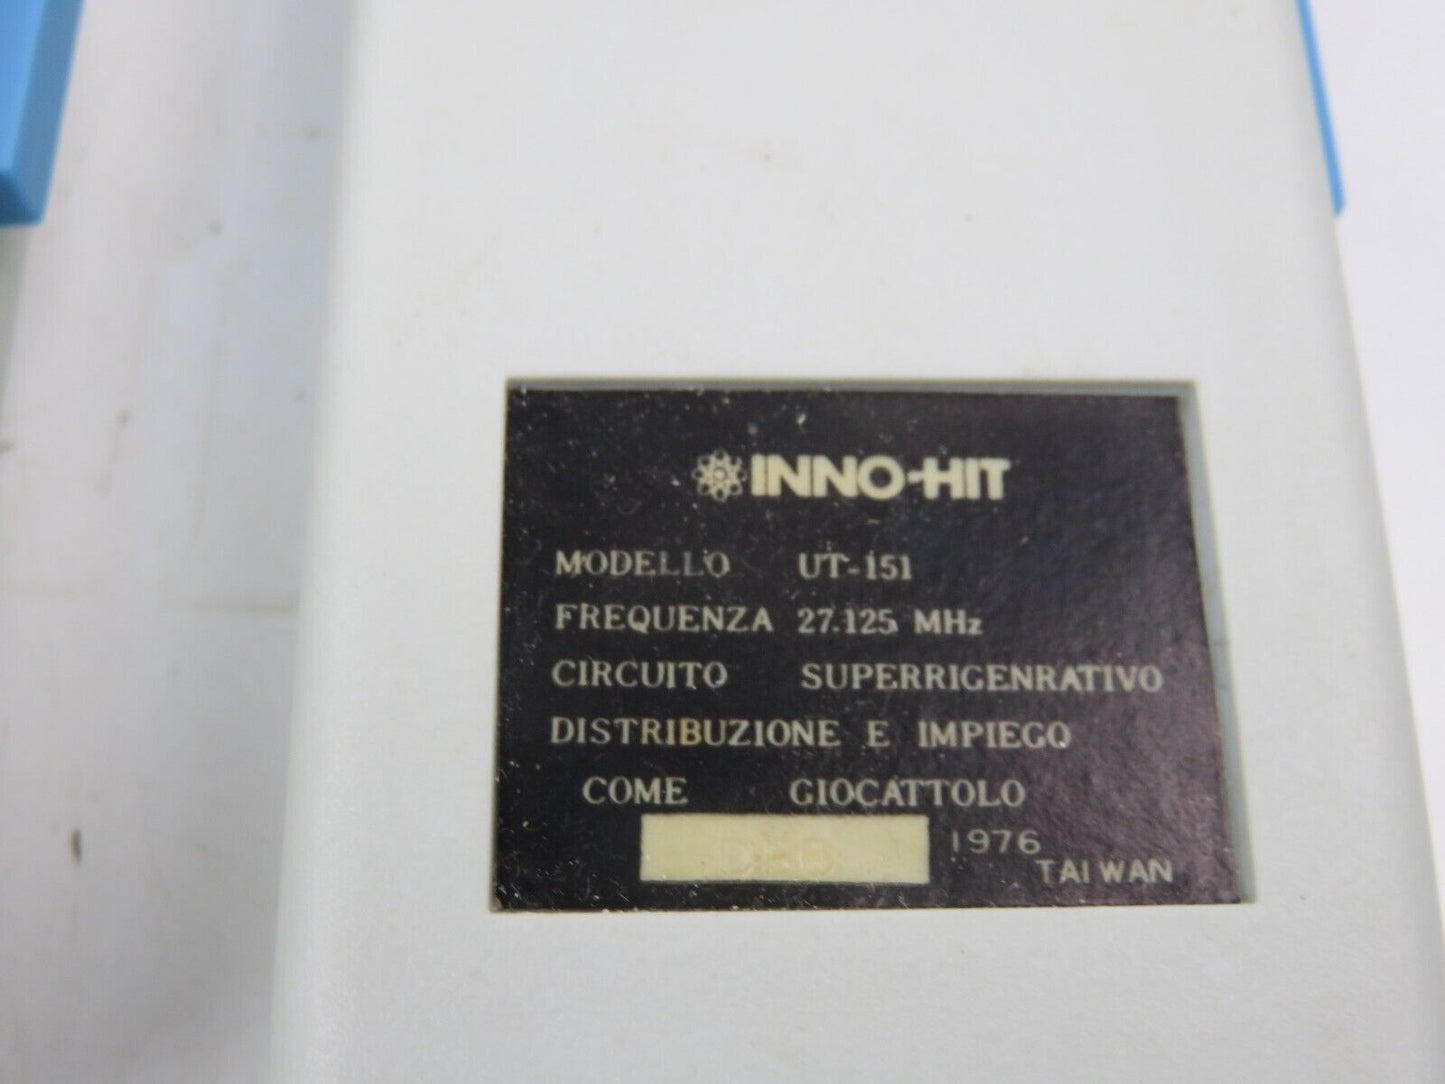 INNO-HIT
MODELLO UT-151
FREQUENZA 27.125 MHz
CIRCUITO SUPERRIGENRATIVO
DISTRIBUZIONE E IMPIEGO
COME GIOCATTOLO
1976
TAIWAN